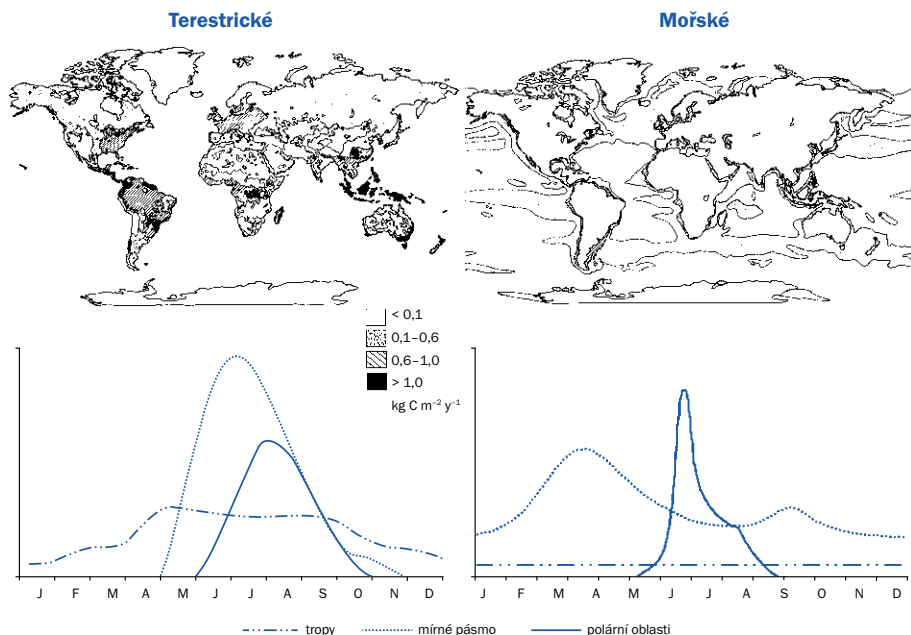 Terestrické
Mořské
< 0,1
0,1–0,6
0,6–1,0
> 1,0
kg C m⁻² y⁻¹
J F M A M J J A S O N D
J F M A M J J A S O N D
tropy mírné pásmo polární oblasti